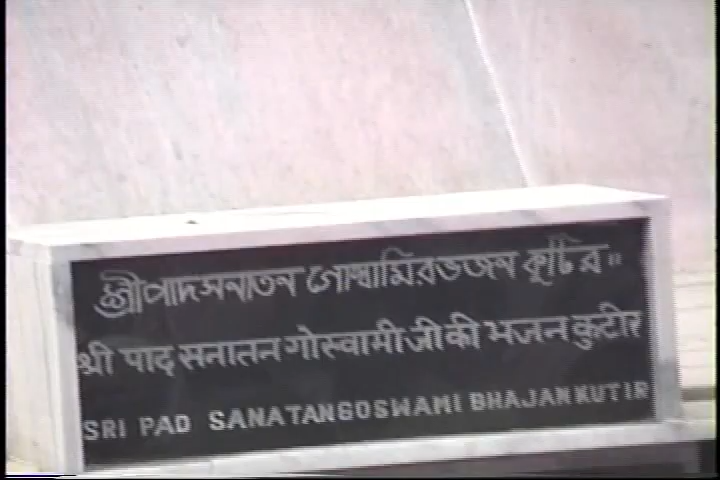 শ্রীপাদসনাতন গোস্বামিরভজন কুটির॥
श्री पाद सनातन गोस्वामीजी की भजन कुटीर
SRI PAD SANATANGOSWAMI BHAJANKUTIR